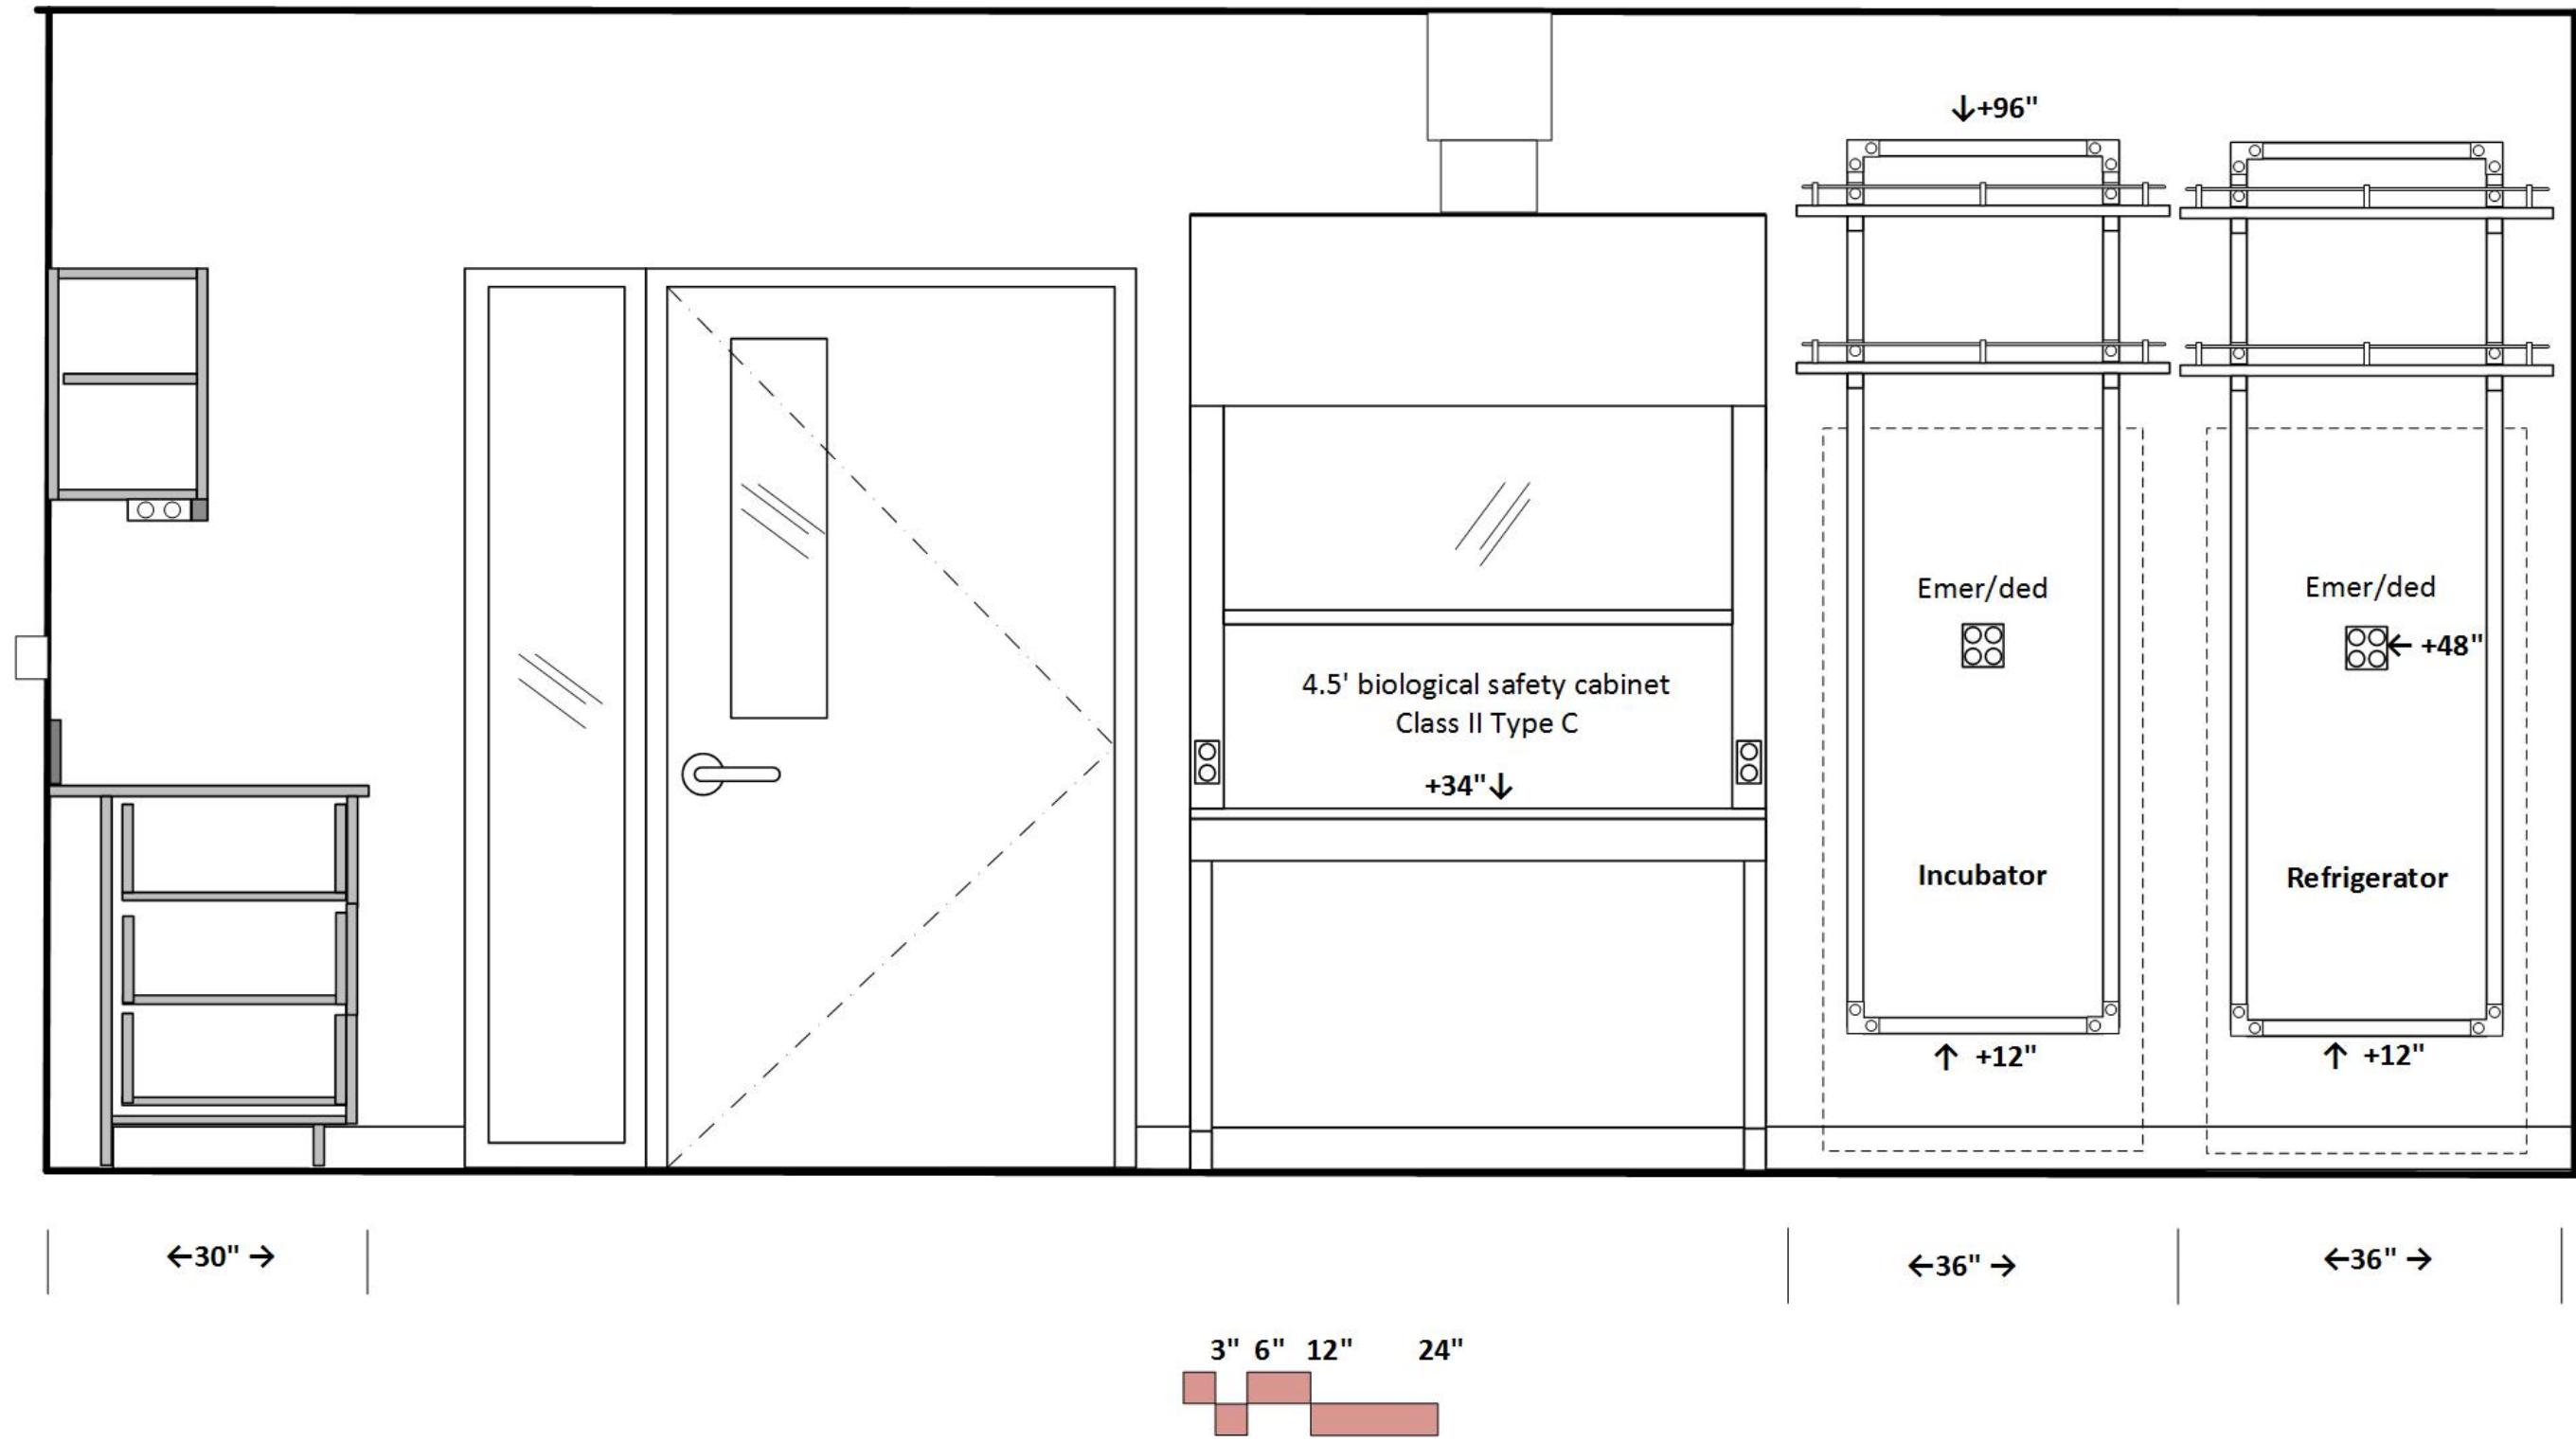 ↓+96"
Emer/ded
Emer/ded
← +48"
4.5' biological safety cabinet
Class II Type C
+34"↓
Incubator
Refrigerator
↑ +12"
↑ +12"
←30" →
←36" →
←36" →
3" 6" 12" 24"